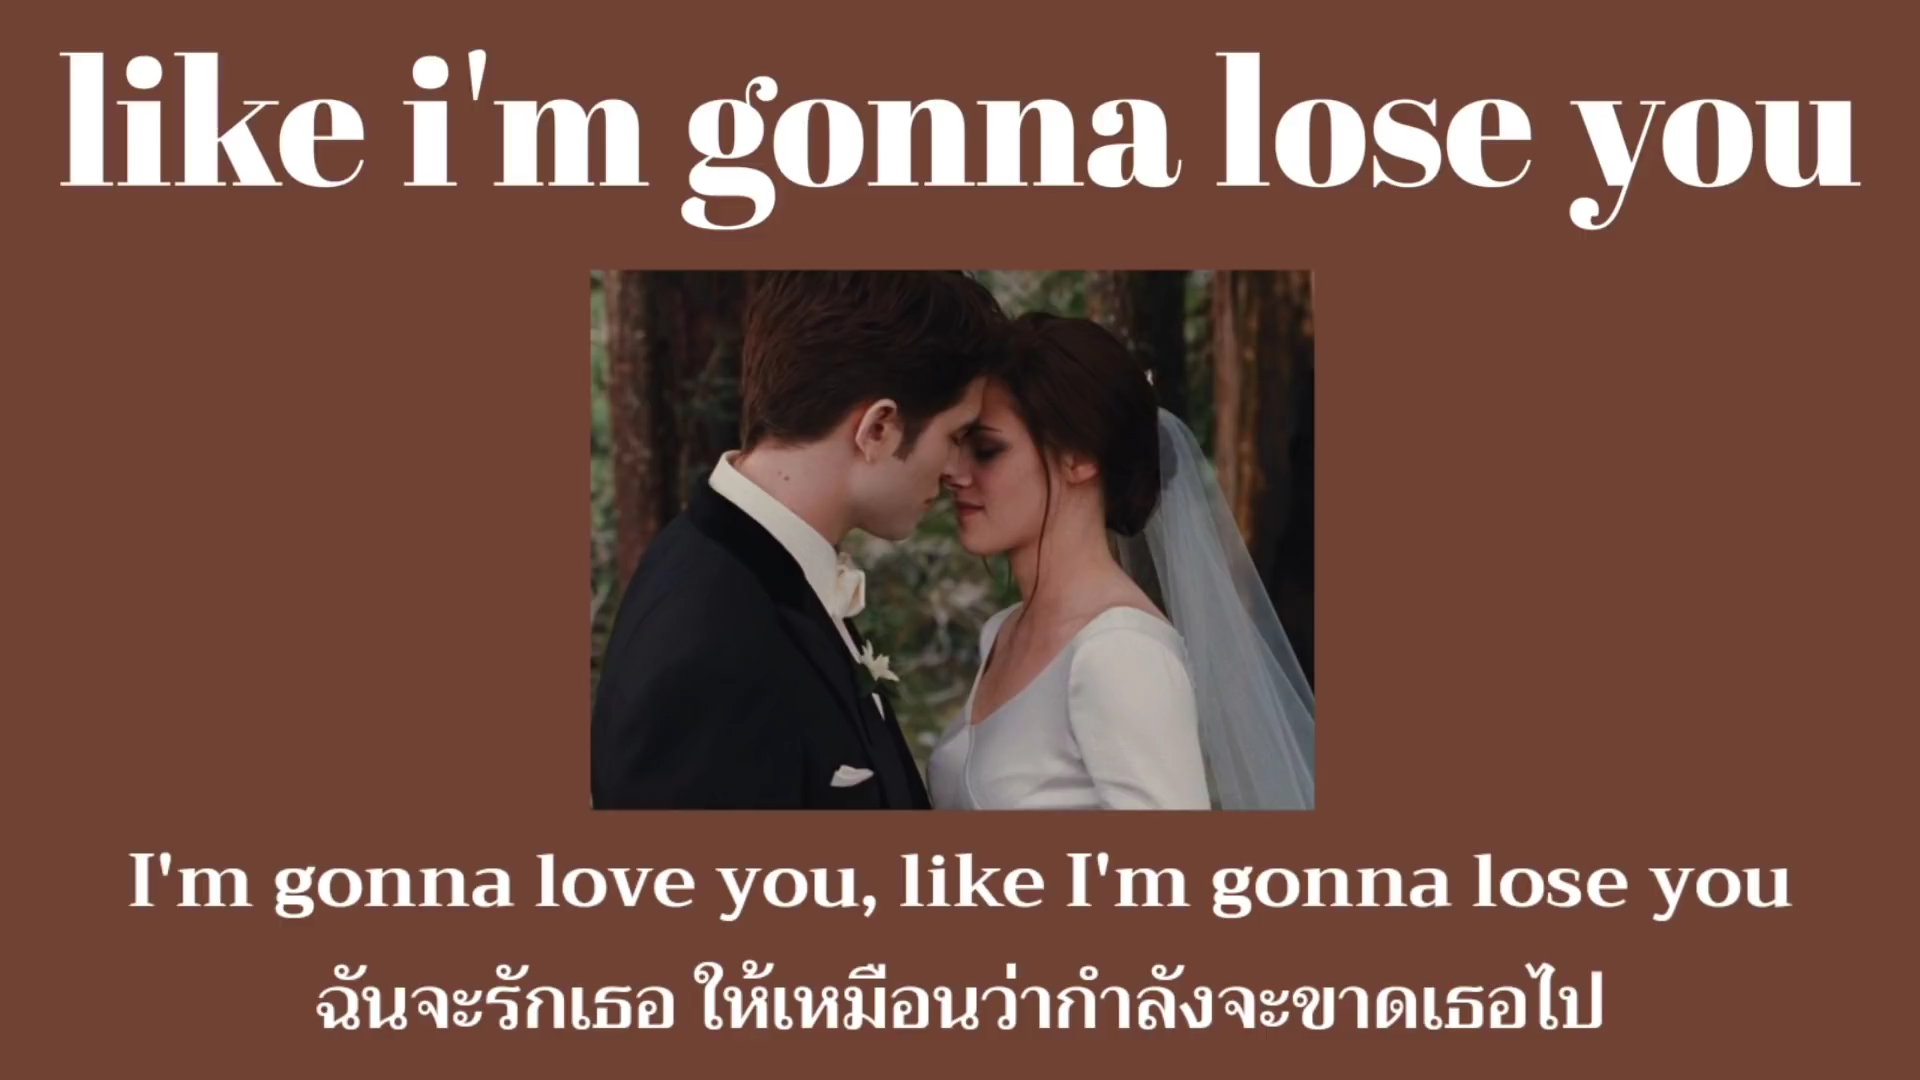 like i'm gonna lose you
I'm gonna love you, like I'm gonna lose you
ฉันจะรักเธอ ให้เหมือนว่ากำลังจะขาดเธอไป